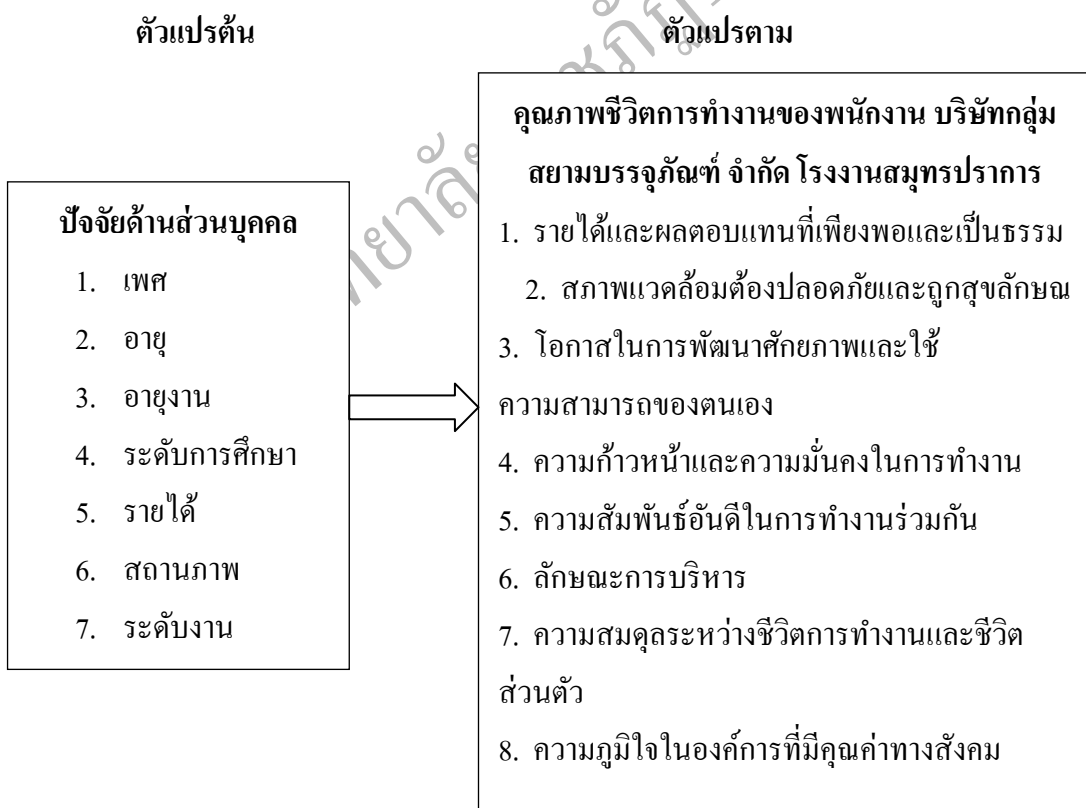 ตัวแปรต้น
ตัวแปรตาม
ปัจจัยด้านส่วนบุคคล
1. เพศ
2. อายุ
3. อายุงาน
4. ระดับการศึกษา
5. รายได้
6. สถานภาพ
7. ระดับงาน
คุณภาพชีวิตการทำงานของพนักงาน บริษัทกลุ่ม
สยามบรรจุภัณฑ์ จำกัด โรงงานสมุทรปราการ
1. รายได้และผลตอบแทนที่เพียงพอและเป็นธรรม
2. สภาพแวดล้อมต้องปลอดภัยและถูกสุขลักษณ
3. โอกาสในการพัฒนาศักยภาพและใช้
ความสามารถของตนเอง
4. ความก้าวหน้าและความมั่นคงในการทำงาน
5. ความสัมพันธ์อันดีในการทำงานร่วมกัน
6. ลักษณะการบริหาร
7. ความสมดุลระหว่างชีวิตการทำงานและชีวิต
ส่วนตัว
8. ความภูมิใจในองค์การที่มีคุณค่าทางสังคม